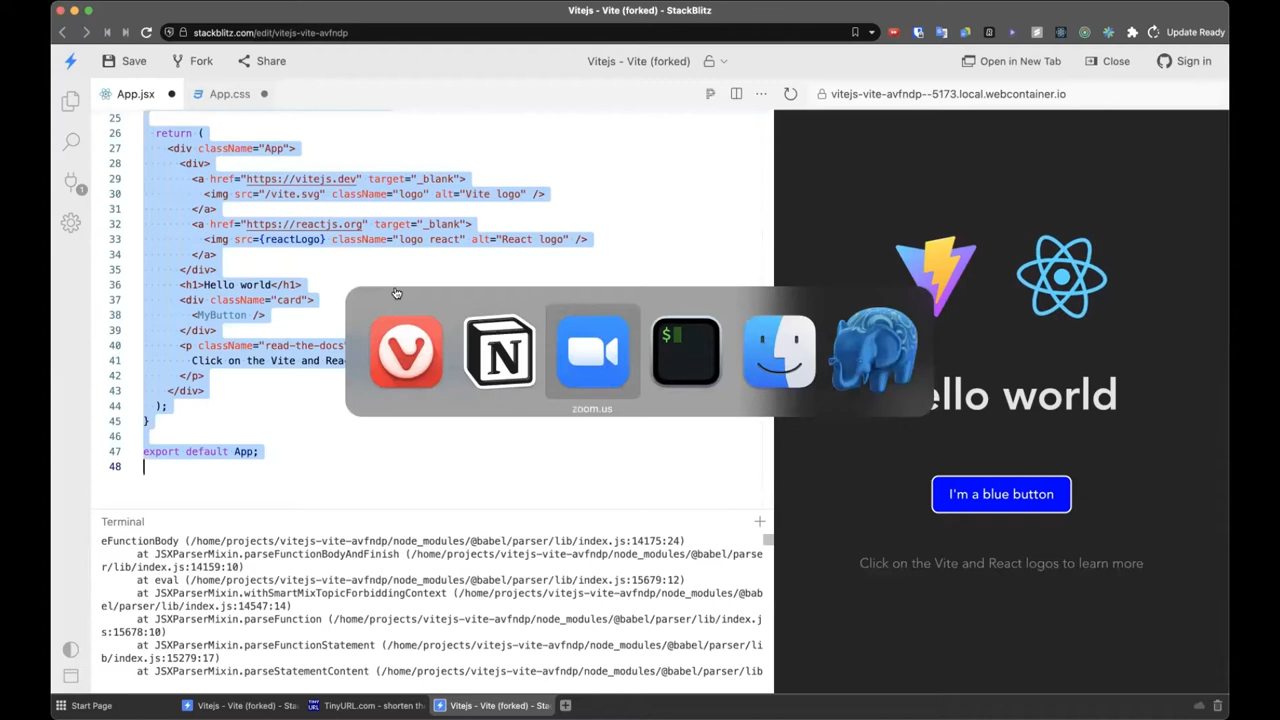 Vitejs - Vite (forked) - StackBlitz
stackblitz.com/edit/vitejs-vite-avfndp
Update Ready
Save
Fork
Share
Vitejs - Vite (forked)
Open in New Tab
Close
Sign in
App.jsx
App.css
vitejs-vite-avfndp--5173.local.webcontainer.io
25
26 return (
27 <div className="App">
28 <div>
29 <a href="https://vitejs.dev" target="_blank">
30 <img src="/vite.svg" className="logo" alt="Vite logo" />
31 </a>
32 <a href="https://reactjs.org" target="_blank">
33 <img src={reactLogo} className="logo react" alt="React logo" />
34 </a>
35 </div>
36 <h1>Hello world</h1>
37 <div className="card">
38 <MyButton />
39 </div>
40 <p className="read-the-docs"
41 Click on the Vite and Rea
42 </p>
43 </div>
44 );
45 }
46
47 export default App;
48
1
N
$
zoom.us
ello world
I'm a blue button
Click on the Vite and React logos to learn more
Terminal
eFunctionBody (/home/projects/vitejs-vite-avfndp/node_modules/@babel/parser/lib/index.js:14175:24)
at JSXParserMixin.parseFunctionBodyAndFinish (/home/projects/vitejs-vite-avfndp/node_modules/@babel/parse
r/lib/index.js:14159:10)
at eval (/home/projects/vitejs-vite-avfndp/node_modules/@babel/parser/lib/index.js:15679:12)
at JSXParserMixin.withSmartMixTopicForbiddingContext (/home/projects/vitejs-vite-avfndp/node_modules/@bab
el/parser/lib/index.js:14547:14)
at JSXParserMixin.parseFunction (/home/projects/vitejs-vite-avfndp/node_modules/@babel/parser/lib/index.j
s:15678:10)
at JSXParserMixin.parseFunctionStatement (/home/projects/vitejs-vite-avfndp/node_modules/@babel/parser/li
b/index.js:15279:17)
at JSXParserMixin.parseStatementContent (/home/projects/vitejs-vite-avfndp/node_modules/@babel/parser/lib
Start Page
Vitejs - Vite (forked) - Sta
TinyURL.com - shorten th
Vitejs - Vite (forked) - Sta